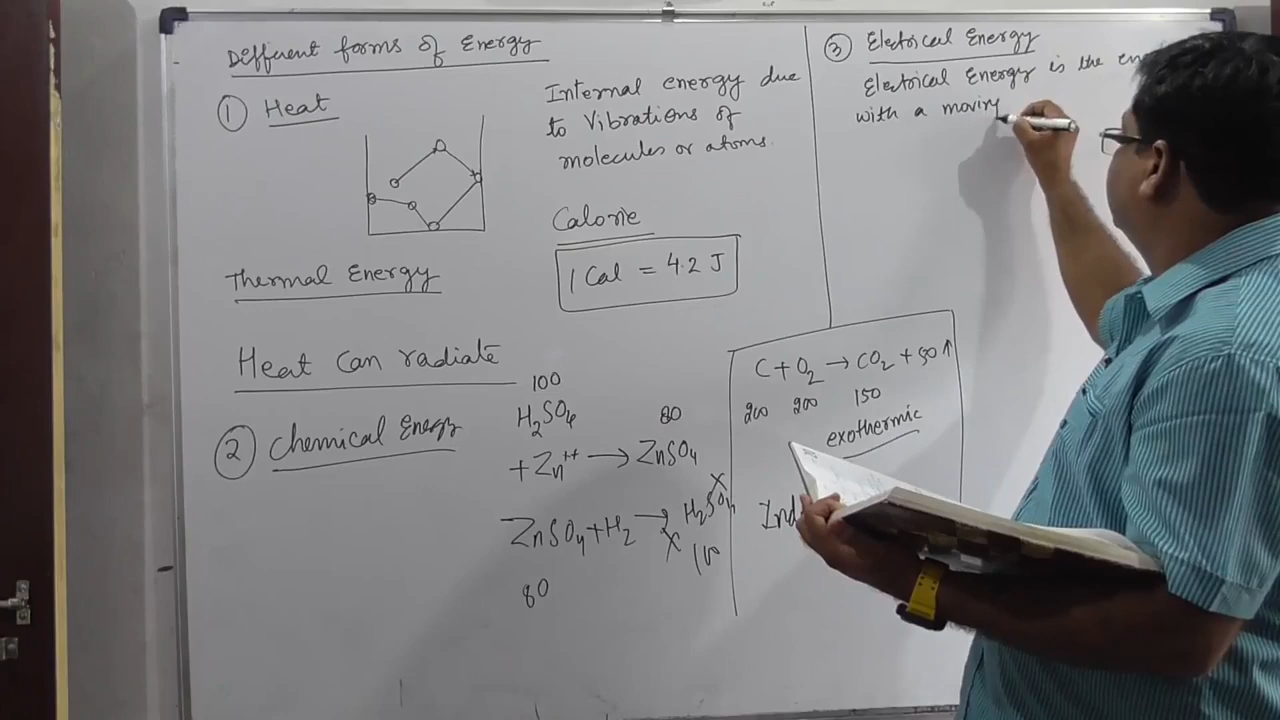 Different forms of Energy
① Heat
Internal energy due
to Vibrations of
molecules or atoms.
Calorie
1 Cal = 4.2 J
Thermal Energy
Heat can radiate
② Chemical Energy
100
H₂SO₄
80
+ Zn⁺⁺ → ZnSO₄
ZnSO₄ + H₂ → H₂SO₄
X
X
80
100
C + O₂ → CO₂ + 50↑
200 200 150
exothermic
③ Electrical Energy
Electrical Energy is the
with a moving